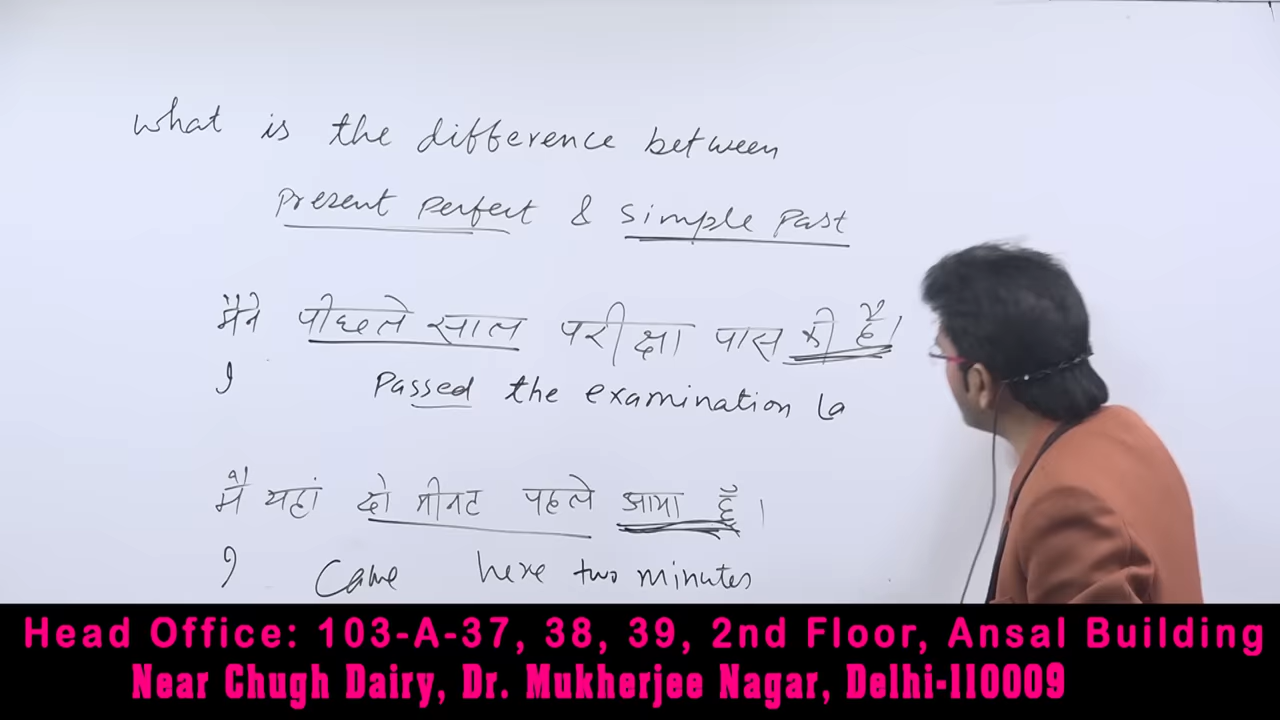 what is the difference between
Present perfect & simple Past
मैंने पीछले साल परीक्षा पास की है।
I Passed the examination la
मैं यहां दो मीनट पहले आया हूँ।
I Came here two minutes
Head Office: 103-A-37, 38, 39, 2nd Floor, Ansal Building
Near Chugh Dairy, Dr. Mukherjee Nagar, Delhi-110009